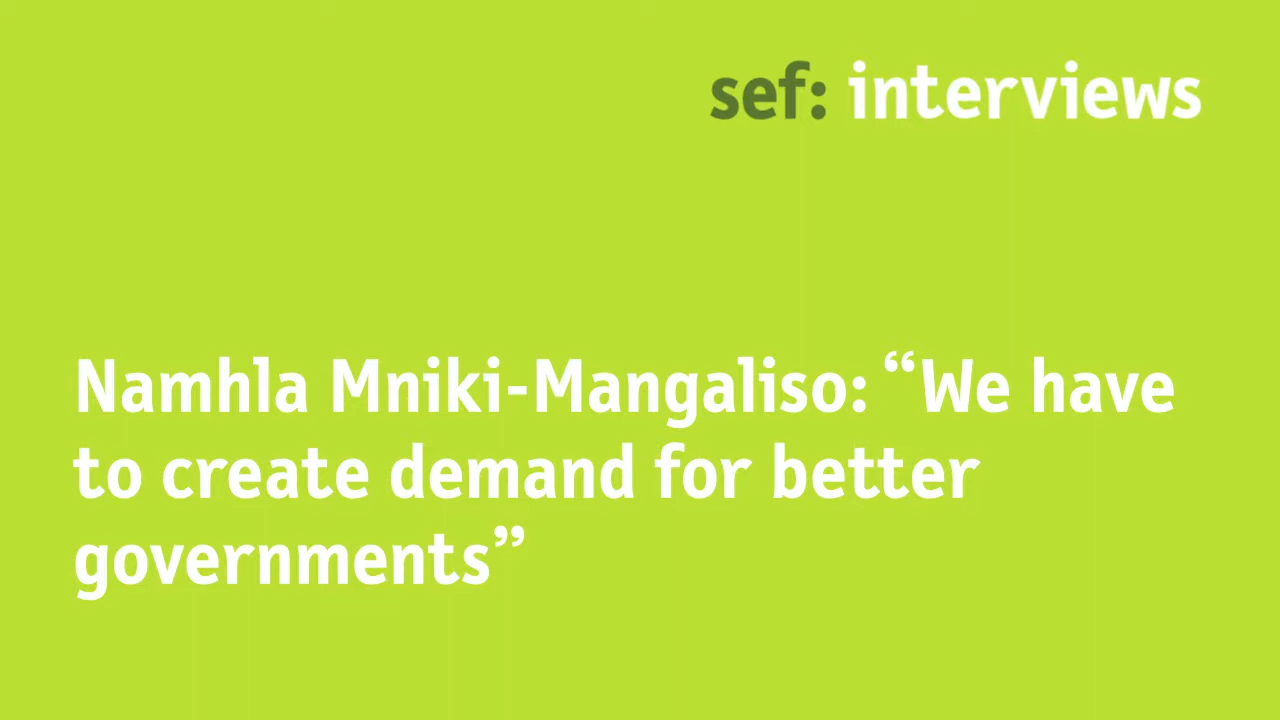 sef: interviews
Namhla Mniki-Mangaliso: “We have
to create demand for better
governments”